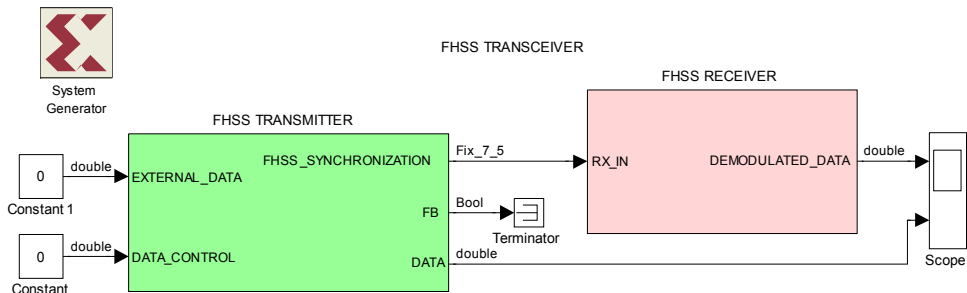 FHSS TRANSCEIVER
System
Generator
FHSS TRANSMITTER
FHSS RECEIVER
double
0
Constant 1
EXTERNAL_DATA
FHSS_SYNCHRONIZATION
Fix_7_5
RX_IN
DEMODULATED_DATA
double
FB
Bool
Terminator
double
0
Constant
DATA_CONTROL
DATA
double
Scope